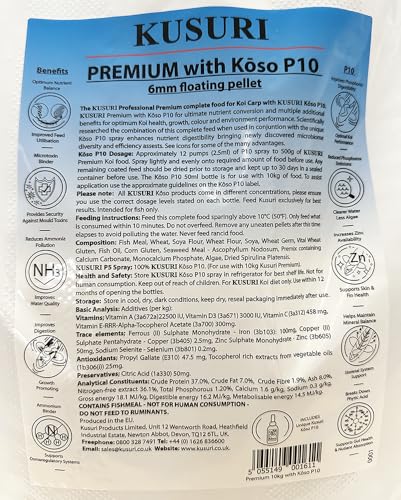 KUSURI
PREMIUM with Kōso P10
6mm floating pellet
Benefits
Optimum Nutrient
Balance
Improved Feed
Utilisation
Mycotoxin
Binder
Provides Security
Against Mould Toxins
Reduces Ammonia
Pollution
NH3
Improves
Water Quality
Improves
Digestion
Growth
Promoting
Ammonium
Binder
Supports
Osmoregulatory Systems
The KUSURI Professional Premium complete food for Koi Carp with KUSURI Kōso P10.
KUSURI Premium with Kōso P10 for ultimate nutrient conversion and multiple additional
benefits for optimum Koi health, growth, colour and environment performance. Scientifically
researched the combination of this complete feed when used in conjunction with the unique
Kōso P10 spray enhances nutrient digestibility bringing newly discovered microbiome
diversity and efficiency assets. See icons for some of the many advantages.
Kōso P10 Dosage: Approximately 12 pumps (2.5ml) of P10 spray to 500g of KUSURI
Premium Koi food. Spray lightly and evenly onto required amount of food before use. Any
remaining coated feed should be dried prior to storage and kept up to 30 days in a sealed
container before use. The Kōso P10 50ml bottle is for use with 10kg of food. To assist
application use the approximate guidelines on the Kōso P10 label.
Please note: All KUSURI Kōso products come in different concentrations, please ensure
you use the correct dosage levels stated on each bottle. Feed Kusuri exclusively for best
results. Intended for fish only.
Feeding Instructions: Feed this complete food sparingly above 10°C (50°F). Only feed what
is consumed within 10 minutes. Do not overfeed. Remove any uneaten pellets after this time
elapses to avoid polluting the water. Never feed rancid food.
Composition: Fish Meal, Wheat, Soya Flour, Wheat Flour, Soya, Wheat Germ, Vital Wheat
Gluten, Fish Oil, Corn Gluten, Seaweed Meal - Ascophyllum Nodosum, Prenio containing
Calcium Carbonate, Monocalcium Phosphate, Algae, Dried Spirulina Platensis.
KUSURI P5 Spray: 100% KUSURI Kōso P10. (For use with 10kg Kusuri Premium).
Health and Safety: Store KUSURI Kōso P10 spray in refrigerator for best shelf life. Not for
human consumption. Keep out of reach of children. For KUSURI Koi diet only. Use within 12
months of opening the bottles.
Storage: Store in cool, dry, dark conditions, keep dry, reseal packaging immediately after use.
Basic Analysis: Additives (per kg):
Vitamins: Vitamin A (3a672a)22500 IU, Vitamin D3 (3a671) 3000 IU, Vitamin C (3a312) 458 mg,
Vitamin E-RRR-Alpha-Tocopherol Acetate (3a700) 300mg.
Trace elements: Ferrous (II) Sulphate Monohydrate - Iron (3b103): 100mg, Copper (II)
Sulphate Pentahydrate - Copper (3b405) 2.5mg, Zinc Sulphate Monohydrate - Zinc (3b605)
50mg, Sodium Selenite - Selenium (3b801) 0.2mg.
Antioxidants: Propyl Gallate (E310) 47.5 mg, Tocopherol rich extracts from vegetable oils
(1b306(i)) 25mg.
Preservatives: Citric Acid (1a330) 50mg.
Analytical Constituents: Crude Protein 37.0%, Crude Fat 7.0%, Crude Fibre 1.9%, Ash 8.0%,
Nitrogen-free extract 36.1%, Total Phosphorous 1.20%, Calcium 1.6 g/kg, Sodium 0.3 g/kg,
Gross energy 18.1 MJ/kg, Digestible energy 16.2 MJ/kg, Metabolisable energy 14.5 MJ/kg.
CONTAINS FISHMEAL - NOT FOR HUMAN CONSUMPTION -
DO NOT FEED TO RUMINANTS.
Produced in the EU.
Kusuri Products Limited, Unit 12 Wentworth Road, Heathfield
Industrial Estate, Newton Abbot, Devon, TQ12 6TL, UK.
Freephone: 0800 328 7491 Tel: +44 (0) 1626 835600
Email: sales@kusuri.co.uk Website: www.kusuri.co.uk
P10
Improves Phosphorus
Digestibility
Optimal Koi
Performance
Reduced Phosphorus
Emissions
Cleaner Water
Less Algae
Increases Zinc
Availability
Zn
Supports Skin &
No Health
Helps Maintain
Mineral Balance
Skeletal System
Support
Breaks Down
Phytic Acid
Supports Gut Health
& Nutrient Absorption
INCLUDES
Unique Kusuri
Kōso P10
5 055149 001611
Premium 10kg with Kōso P10